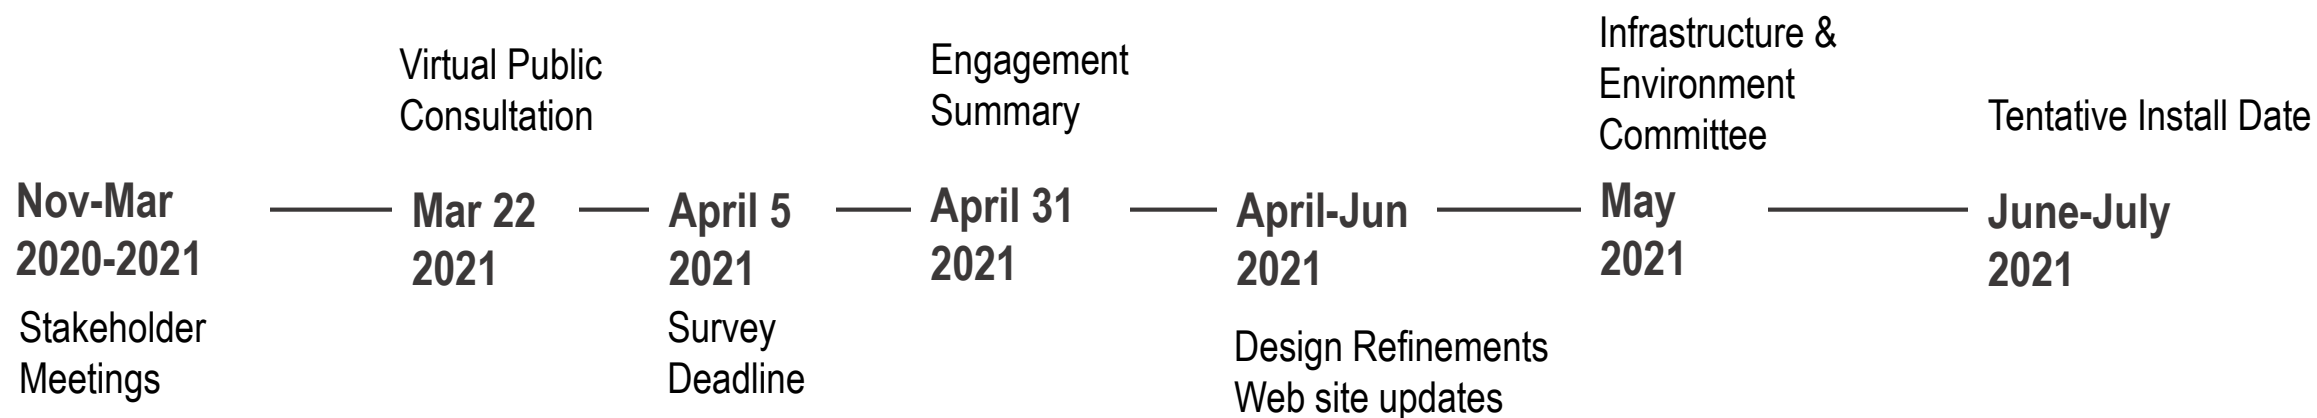 Nov-Mar
2020-2021
Stakeholder
Meetings
Virtual Public
Consultation
Mar 22
2021
April 5
2021
Survey
Deadline
Engagement
Summary
April 31
2021
April-Jun
2021
Design Refinements
Web site updates
Infrastructure &
Environment
Committee
May
2021
Tentative Install Date
June-July
2021